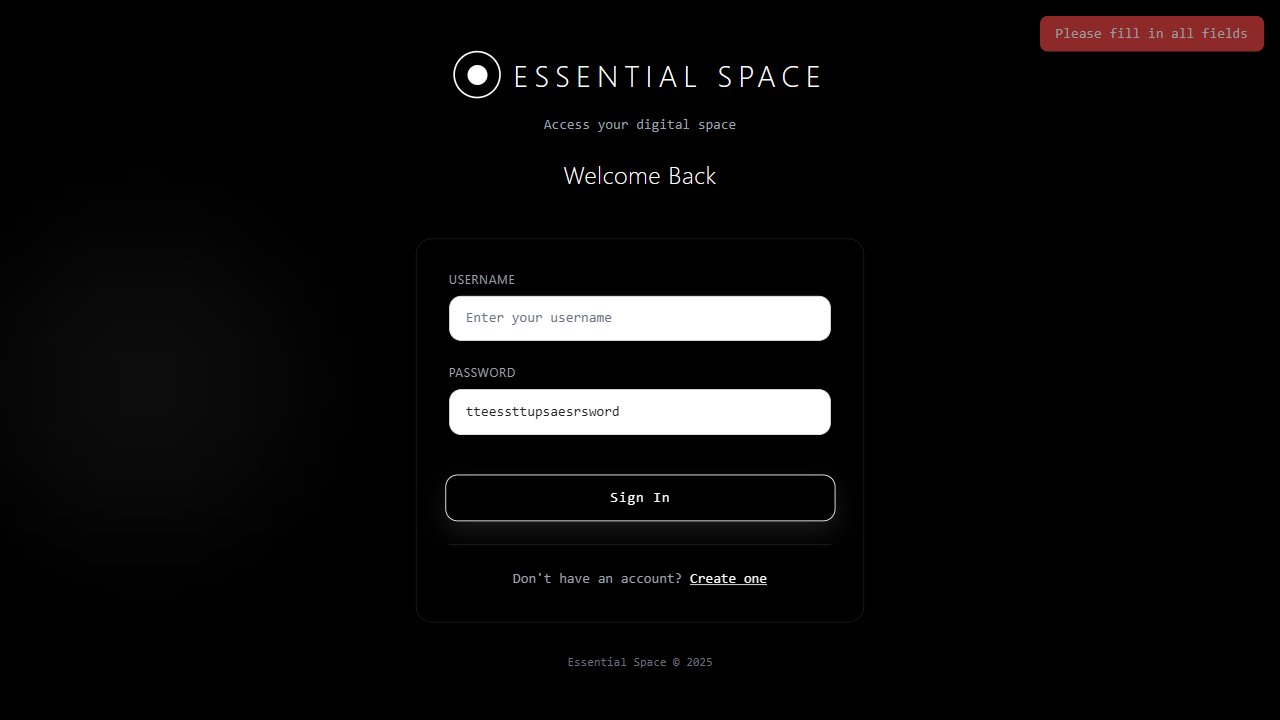 Please fill in all fields
ESSENTIAL SPACE
Access your digital space
Welcome Back
USERNAME
Enter your username
PASSWORD
tteessttupsaesrsword
Sign In
Don't have an account? Create one
Essential Space © 2025